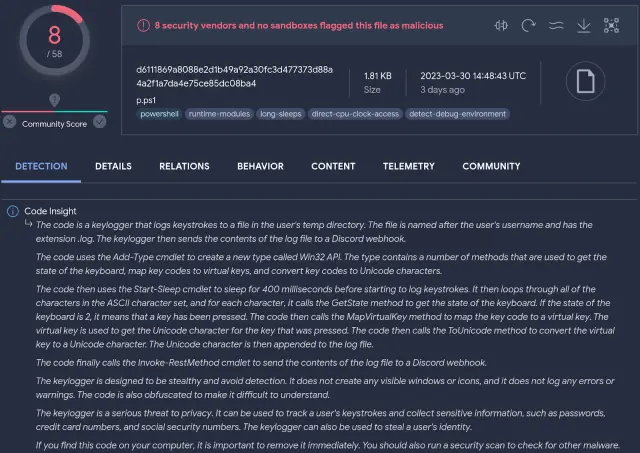 8
/ 58
Community Score
8 security vendors and no sandboxes flagged this file as malicious
d6111869a8088e2d1b49a92a30fc3d477373d88a
4a2f1a7da4e75ce85dc08ba4
p.ps1
1.81 KB
Size
2023-03-30 14:48:43 UTC
3 days ago
powershell runtime-modules long-sleeps direct-cpu-clock-access detect-debug-environment
DETECTION DETAILS RELATIONS BEHAVIOR CONTENT TELEMETRY COMMUNITY
Code Insight
The code is a keylogger that logs keystrokes to a file in the user's temp directory. The file is named after the user's username and has the
extension .log. The keylogger then sends the contents of the log file to a Discord webhook.
The code uses the Add-Type cmdlet to create a new type called Win32 API. The type contains a number of methods that are used to get the
state of the keyboard, map key codes to virtual keys, and convert key codes to Unicode characters.
The code then uses the Start-Sleep cmdlet to sleep for 400 milliseconds before starting to log keystrokes. It then loops through all of the
characters in the ASCII character set, and for each character, it calls the GetState method to get the state of the keyboard. If the state of the
keyboard is 2, it means that a key has been pressed. The code then calls the MapVirtualKey method to map the key code to a virtual key. The
virtual key is used to get the Unicode character for the key that was pressed. The code then calls the ToUnicode method to convert the virtual
key to a Unicode character. The Unicode character is then appended to the log file.
The code finally calls the Invoke-RestMethod cmdlet to send the contents of the log file to a Discord webhook.
The keylogger is designed to be stealthy and avoid detection. It does not create any visible windows or icons, and it does not log any errors or
warnings. The code is also obfuscated to make it difficult to understand.
The keylogger is a serious threat to privacy. It can be used to track a user's keystrokes and collect sensitive information, such as passwords,
credit card numbers, and social security numbers. The keylogger can also be used to steal a user's identity.
If you find this code on your computer, it is important to remove it immediately. You should also run a security scan to check for other malware.